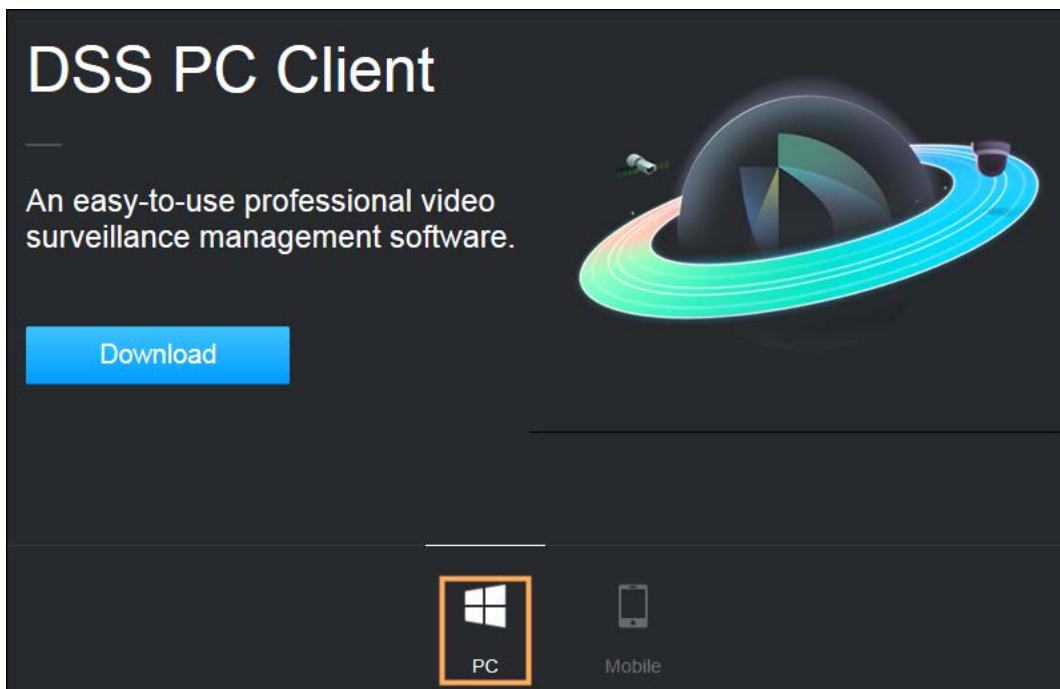 DSS PC Client
An easy-to-use professional video
surveillance management software.
Download
PC
Mobile